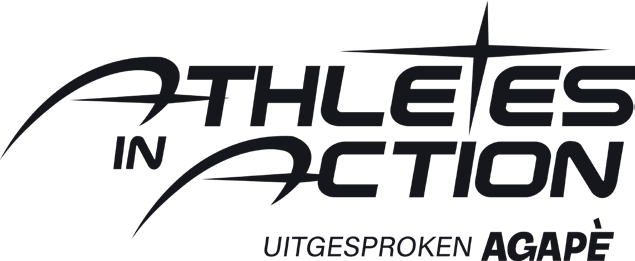 ATHLETES
IN ACTION
UITGESPROKEN AGAPÈ